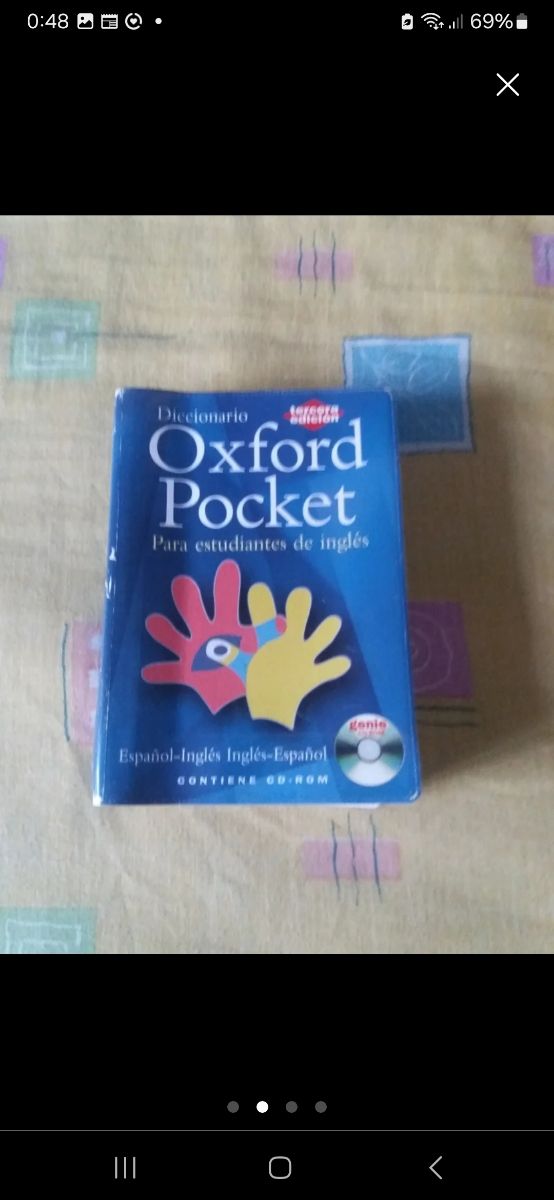 0:48
69%
Diccionario
tercera
edición
Oxford
Pocket
Para estudiantes de inglés
genie
Español-Inglés Inglés-Español
CONTIENE CD-ROM